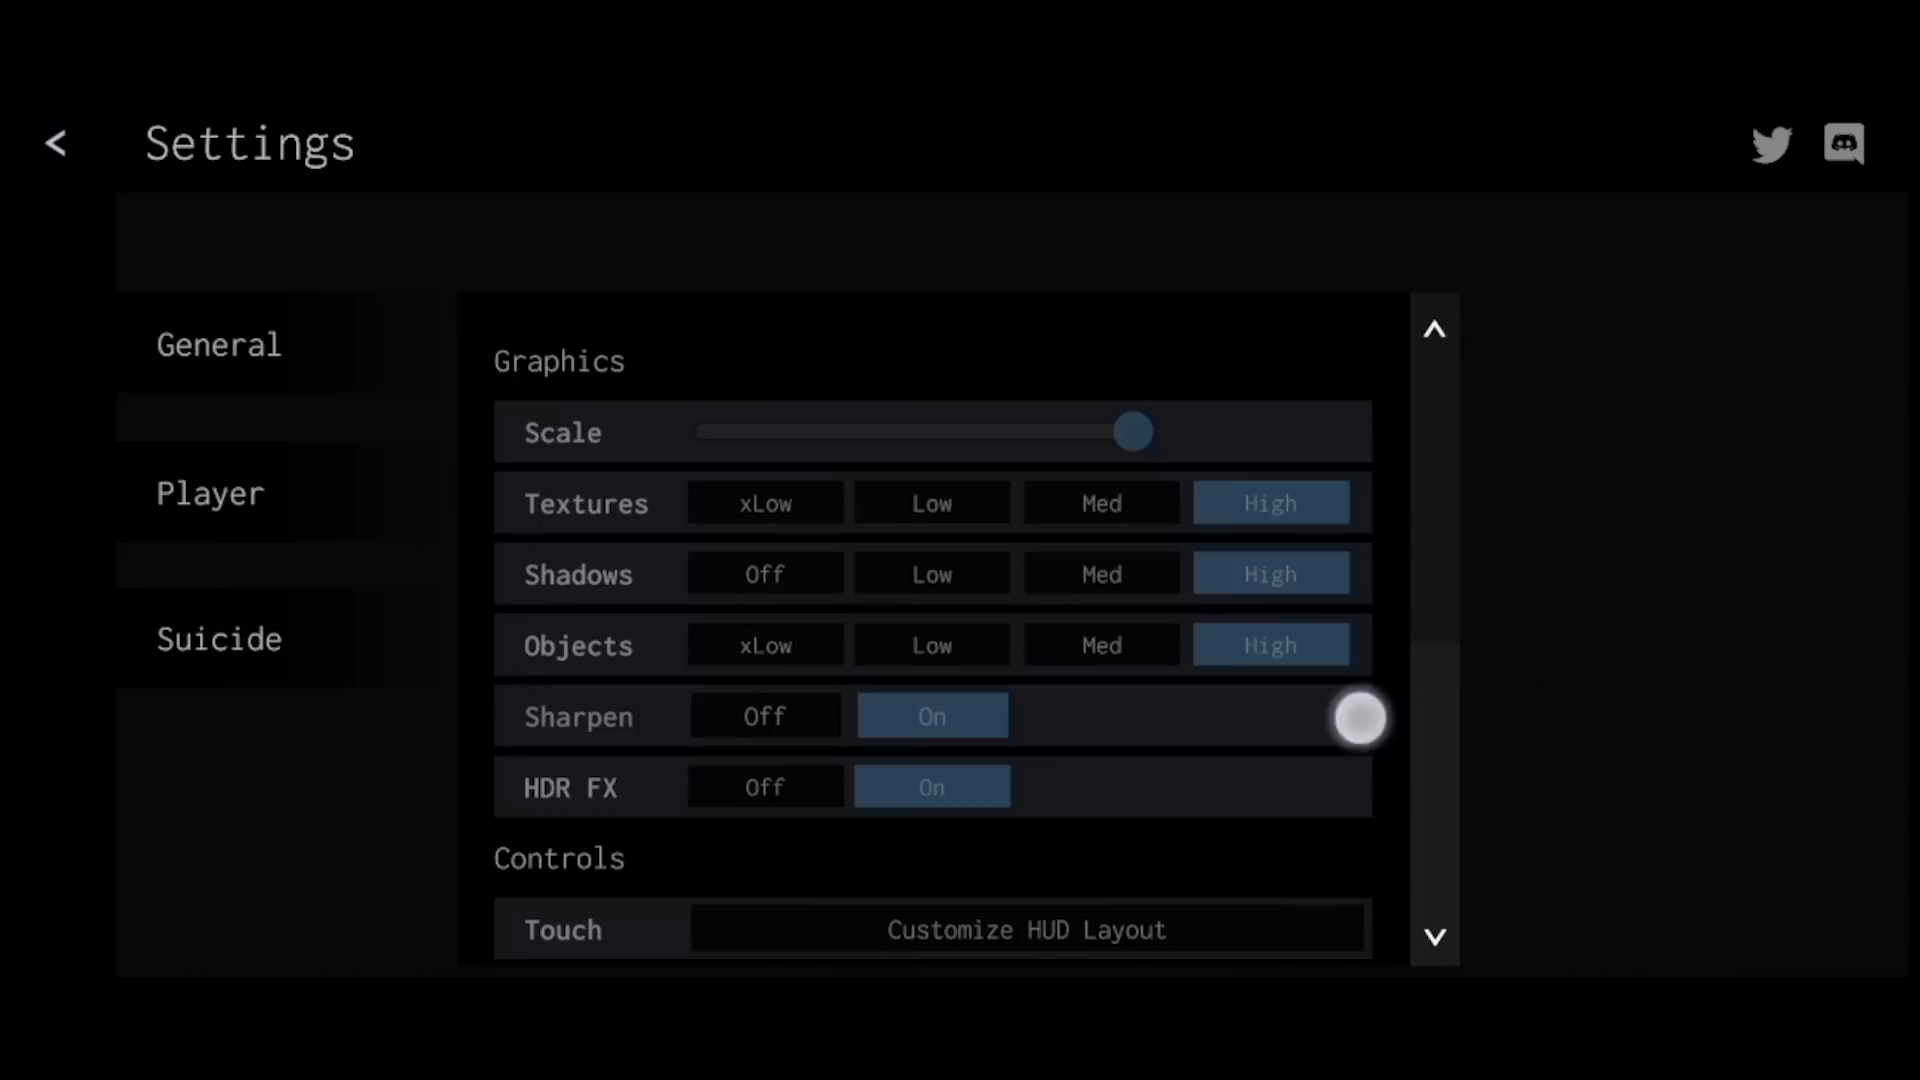 Settings
General
Player
Suicide
Graphics
Scale
Textures xLow Low Med High
Shadows Off Low Med High
Objects xLow Low Med High
Sharpen Off On
HDR FX Off On
Controls
Touch Customize HUD Layout